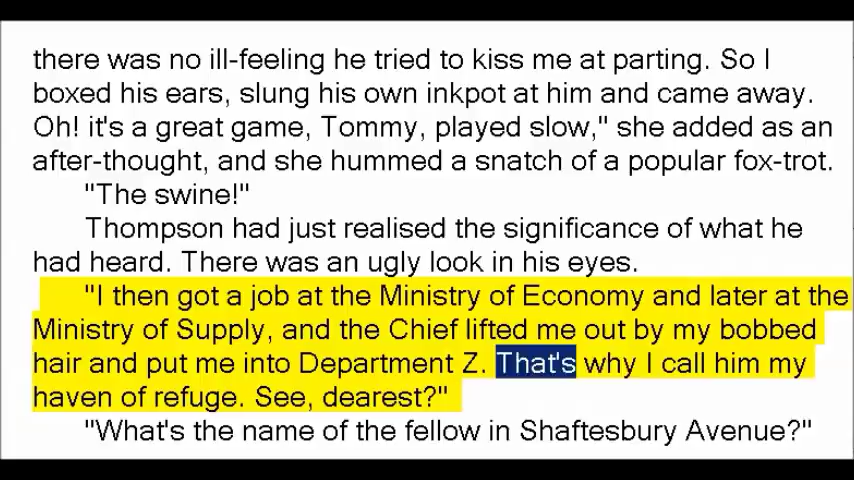 there was no ill-feeling he tried to kiss me at parting. So I
boxed his ears, slung his own inkpot at him and came away.
Oh! it's a great game, Tommy, played slow," she added as an
after-thought, and she hummed a snatch of a popular fox-trot.
"The swine!"
Thompson had just realised the significance of what he
had heard. There was an ugly look in his eyes.
"I then got a job at the Ministry of Economy and later at the
Ministry of Supply, and the Chief lifted me out by my bobbed
hair and put me into Department Z. That's why I call him my
haven of refuge. See, dearest?"
"What's the name of the fellow in Shaftesbury Avenue?"